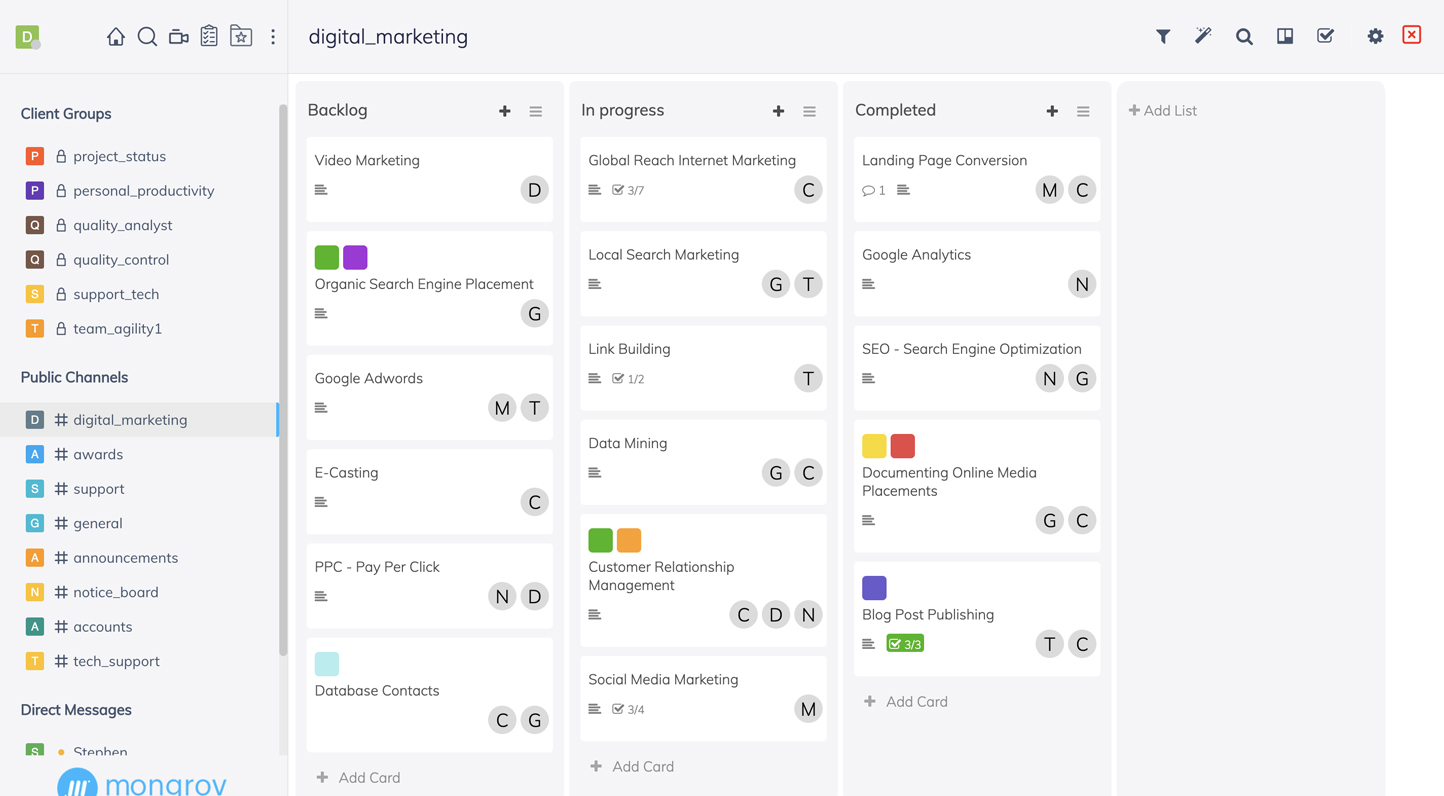 D
digital_marketing
Client Groups
P project_status
P personal_productivity
Q quality_analyst
Q quality_control
S support_tech
T team_agility1
Public Channels
D # digital_marketing
A # awards
S # support
G # general
A # announcements
N # notice_board
A # accounts
T # tech_support
Direct Messages
S Stephen
mongrov
Backlog
Video Marketing
D
Organic Search Engine Placement
G
Google Adwords
M T
E-Casting
C
PPC - Pay Per Click
N D
Database Contacts
C G
+ Add Card
In progress
Global Reach Internet Marketing
3/7 C
Local Search Marketing
G T
Link Building
1/2 T
Data Mining
G C
Customer Relationship
Management
C D N
Social Media Marketing
3/4 M
+ Add Card
Completed
Landing Page Conversion
1 M C
Google Analytics
N
SEO - Search Engine Optimization
N G
Documenting Online Media
Placements
G C
Blog Post Publishing
3/3 T C
+ Add Card
+ Add List